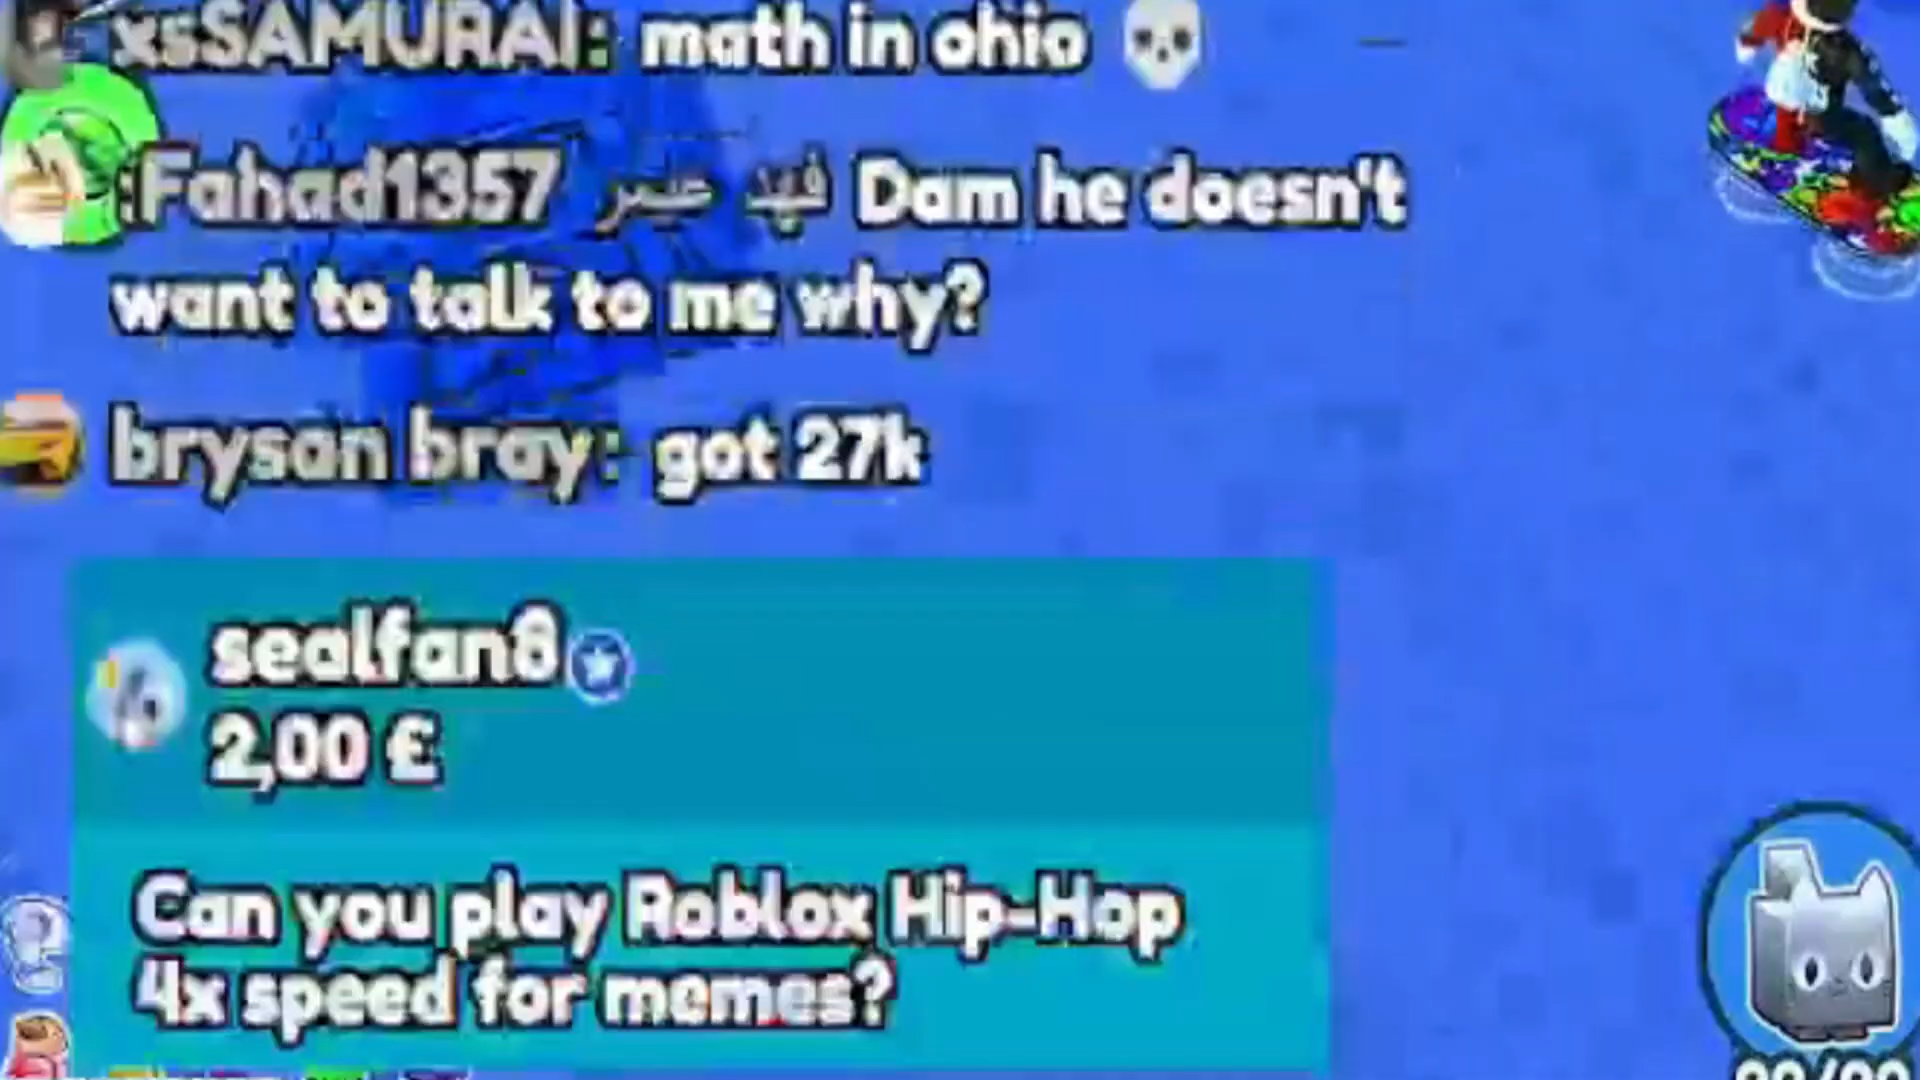 xsSAMURAI: math in ohio 💀
:Fahad1357 فهد عيمر Dam he doesn't
want to talk to me why?
brysan bray: got 27k
sealfan8
2,00 €
Can you play Roblox Hip-Hop
4x speed for memes?